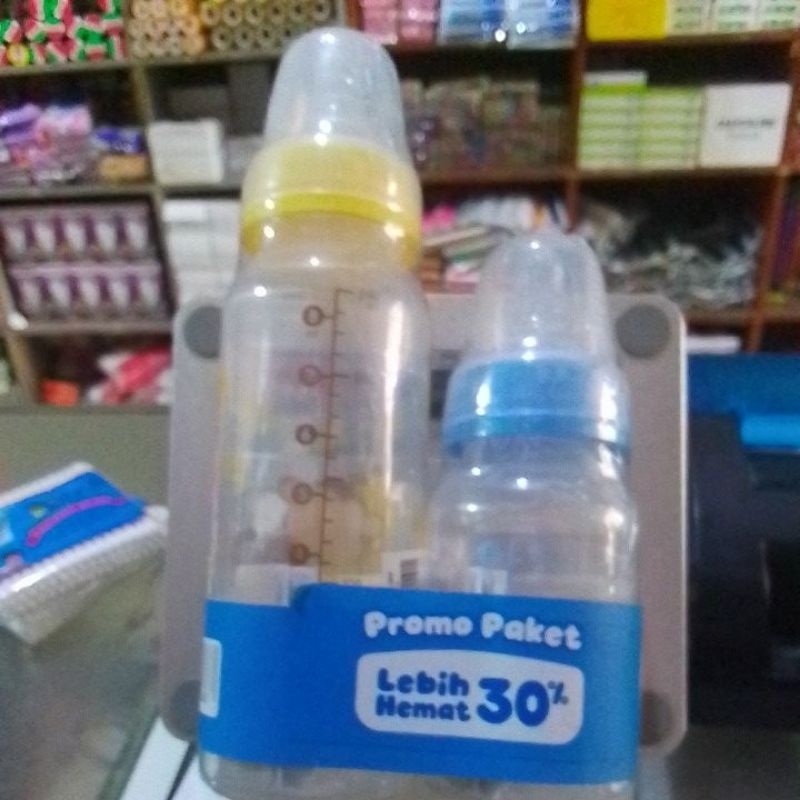 Promo Paket
Lebih
Hemat 30%